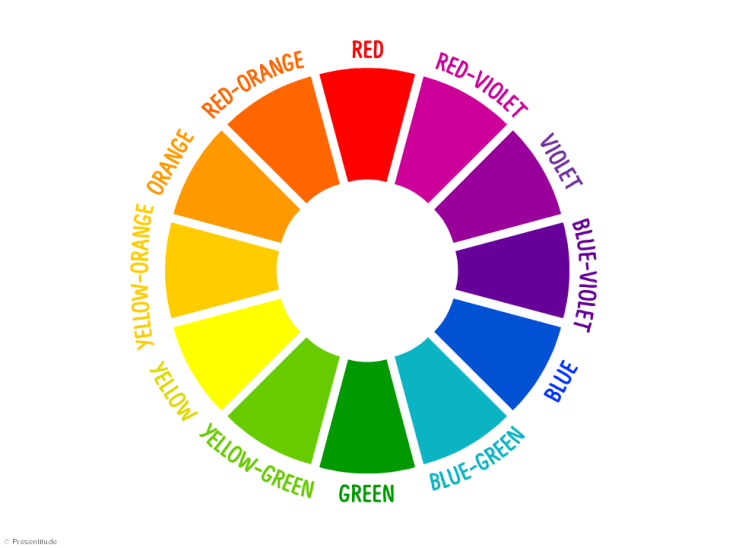 RED
RED-VIOLET
VIOLET
BLUE-VIOLET
BLUE
BLUE-GREEN
GREEN
YELLOW-GREEN
YELLOW
YELLOW-ORANGE
ORANGE
RED-ORANGE
© Presentitude